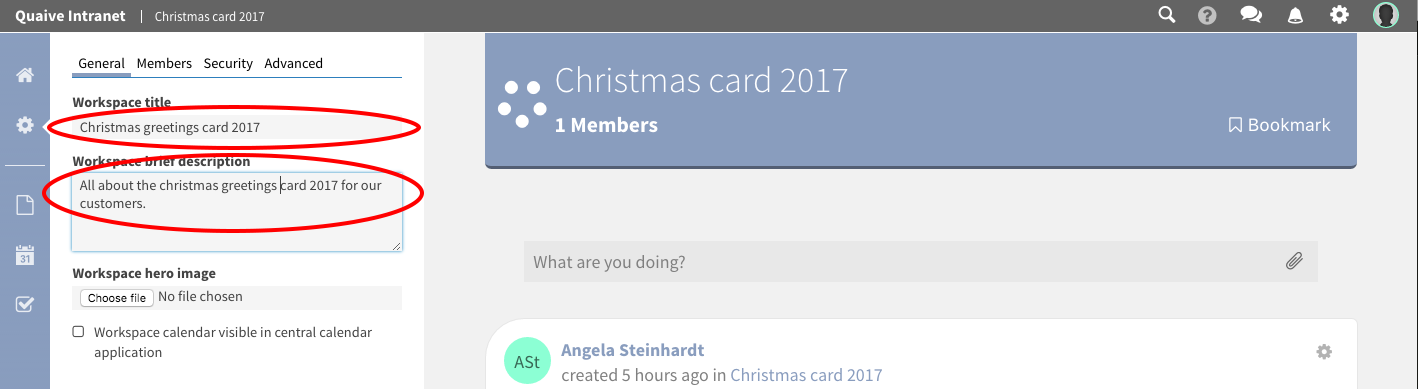 Quaive Intranet | Christmas card 2017
General Members Security Advanced
Workspace title
Christmas greetings card 2017
Workspace brief description
All about the christmas greetings card 2017 for our
customers.
31
Workspace hero image
Choose file No file chosen
Workspace calendar visible in central calendar
application
Christmas card 2017
1 Members
Bookmark
What are you doing?
ASt
Angela Steinhardt
created 5 hours ago in Christmas card 2017